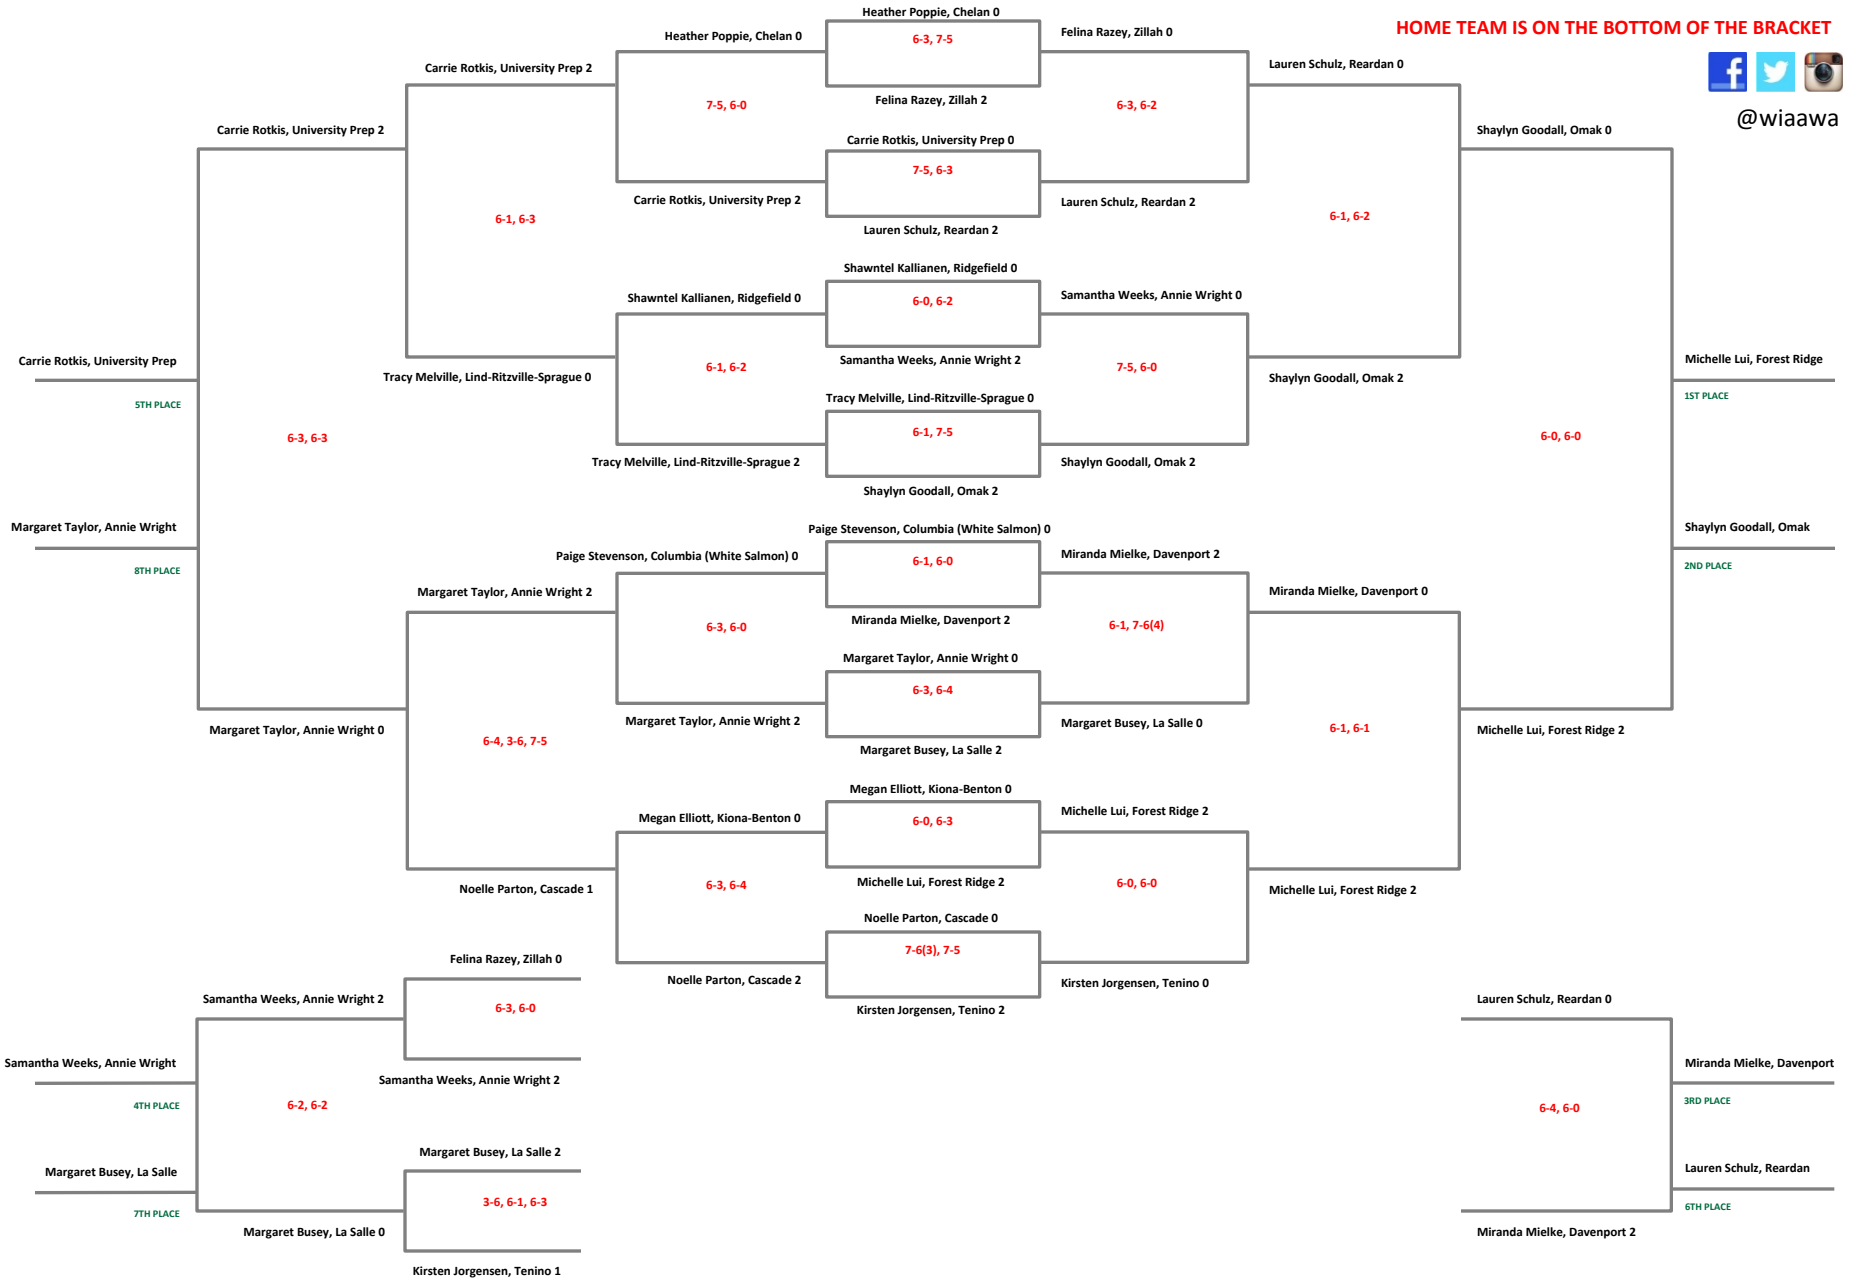 HOME TEAM IS ON THE BOTTOM OF THE BRACKET
@wiaawa
Heather Poppie, Chelan 0
6-3, 7-5
Felina Razey, Zillah 2
Carrie Rotkis, University Prep 0
7-5, 6-3
Lauren Schulz, Reardan 2
Shawntel Kallianen, Ridgefield 0
6-0, 6-2
Samantha Weeks, Annie Wright 2
Tracy Melville, Lind-Ritzville-Sprague 0
6-1, 7-5
Shaylyn Goodall, Omak 2
Paige Stevenson, Columbia (White Salmon) 0
6-1, 6-0
Miranda Mielke, Davenport 2
Margaret Taylor, Annie Wright 0
6-3, 6-4
Margaret Busey, La Salle 2
Megan Elliott, Kiona-Benton 0
6-0, 6-3
Michelle Lui, Forest Ridge 2
Noelle Parton, Cascade 0
7-6(3), 7-5
Kirsten Jorgensen, Tenino 2
Felina Razey, Zillah 0
6-3, 6-2
Lauren Schulz, Reardan 2
Samantha Weeks, Annie Wright 0
7-5, 6-0
Shaylyn Goodall, Omak 2
Miranda Mielke, Davenport 2
6-1, 7-6(4)
Margaret Busey, La Salle 0
Michelle Lui, Forest Ridge 2
6-0, 6-0
Kirsten Jorgensen, Tenino 0
Lauren Schulz, Reardan 0
6-1, 6-2
Shaylyn Goodall, Omak 2
Miranda Mielke, Davenport 0
6-1, 6-1
Michelle Lui, Forest Ridge 2
Shaylyn Goodall, Omak 0
6-0, 6-0
Michelle Lui, Forest Ridge 2
Michelle Lui, Forest Ridge
1ST PLACE
Shaylyn Goodall, Omak
2ND PLACE
Lauren Schulz, Reardan 0
6-4, 6-0
Miranda Mielke, Davenport 2
Miranda Mielke, Davenport
3RD PLACE
Lauren Schulz, Reardan
6TH PLACE
Heather Poppie, Chelan 0
7-5, 6-0
Carrie Rotkis, University Prep 2
Shawntel Kallianen, Ridgefield 0
6-1, 6-2
Tracy Melville, Lind-Ritzville-Sprague 2
Paige Stevenson, Columbia (White Salmon) 0
6-3, 6-0
Margaret Taylor, Annie Wright 2
Megan Elliott, Kiona-Benton 0
6-3, 6-4
Noelle Parton, Cascade 2
Carrie Rotkis, University Prep 2
6-1, 6-3
Tracy Melville, Lind-Ritzville-Sprague 0
Margaret Taylor, Annie Wright 2
6-4, 3-6, 7-5
Noelle Parton, Cascade 1
Carrie Rotkis, University Prep 2
6-3, 6-3
Margaret Taylor, Annie Wright 0
Carrie Rotkis, University Prep
5TH PLACE
Margaret Taylor, Annie Wright
8TH PLACE
Felina Razey, Zillah 0
6-3, 6-0
Samantha Weeks, Annie Wright 2
Margaret Busey, La Salle 2
3-6, 6-1, 6-3
Kirsten Jorgensen, Tenino 1
Samantha Weeks, Annie Wright 2
6-2, 6-2
Margaret Busey, La Salle 0
Samantha Weeks, Annie Wright
4TH PLACE
Margaret Busey, La Salle
7TH PLACE